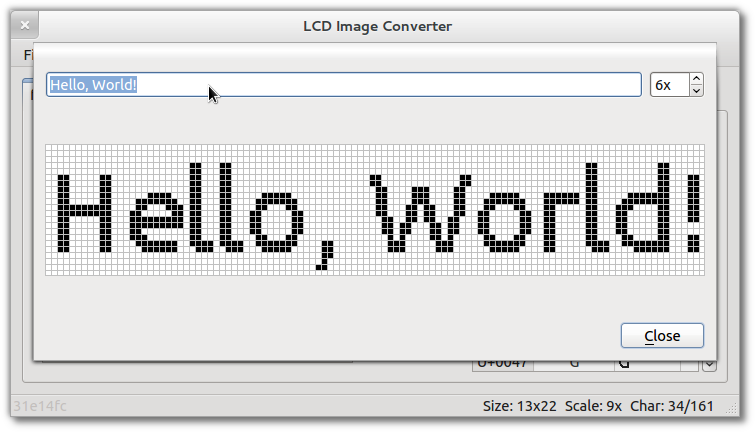 LCD Image Converter
Fi
Hello, World!
6x
Hello, World!
Close
U+0047 G G
31e14fc
Size: 13x22 Scale: 9x Char: 34/161